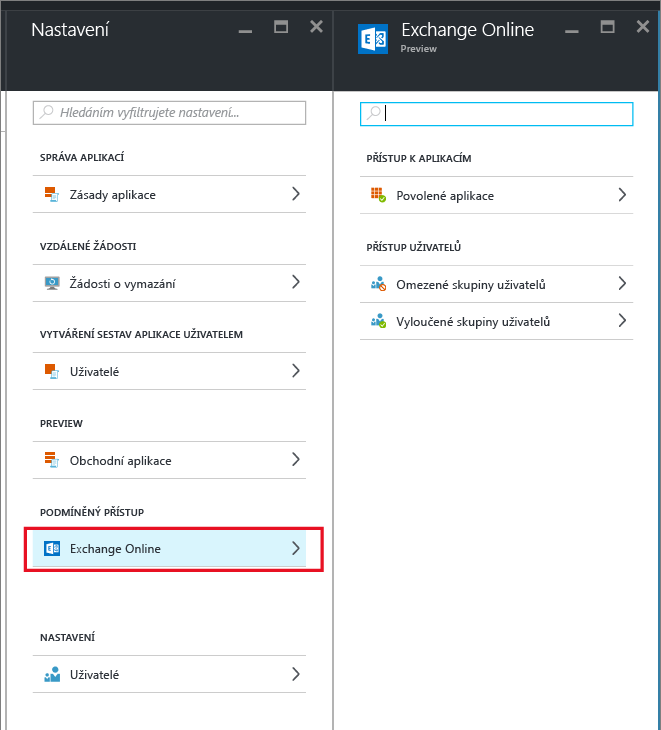 Nastavení
Hledáním vyfiltrujete nastavení...
SPRÁVA APLIKACÍ
Zásady aplikace
VZDÁLENÉ ŽÁDOSTI
Žádosti o vymazání
VYTVÁŘENÍ SESTAV APLIKACE UŽIVATELEM
Uživatelé
PREVIEW
Obchodní aplikace
PODMÍNĚNÝ PŘÍSTUP
Exchange Online
NASTAVENÍ
Uživatelé
Exchange Online
Preview
PŘÍSTUP K APLIKACÍM
Povolené aplikace
PŘÍSTUP UŽIVATELŮ
Omezené skupiny uživatelů
Vyloučené skupiny uživatelů